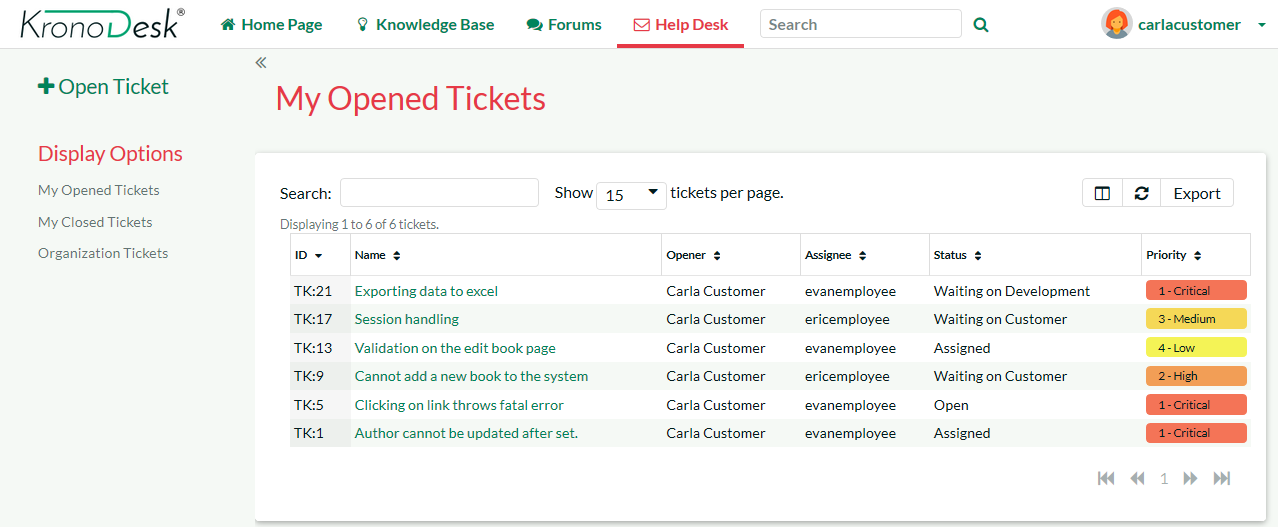 KronoDesk® Home Page Knowledge Base Forums Help Desk Search carlacustomer
Open Ticket
My Opened Tickets
Display Options
My Opened Tickets
My Closed Tickets
Organization Tickets
Search: Show 15 tickets per page. Export
Displaying 1 to 6 of 6 tickets.
ID Name Opener Assignee Status Priority
TK:21 Exporting data to excel Carla Customer evanemployee Waiting on Development 1 - Critical
TK:17 Session handling Carla Customer ericemployee Waiting on Customer 3 - Medium
TK:13 Validation on the edit book page Carla Customer evanemployee Assigned 4 - Low
TK:9 Cannot add a new book to the system Carla Customer ericemployee Waiting on Customer 2 - High
TK:5 Clicking on link throws fatal error Carla Customer evanemployee Open 1 - Critical
TK:1 Author cannot be updated after set. Carla Customer evanemployee Assigned 1 - Critical
1